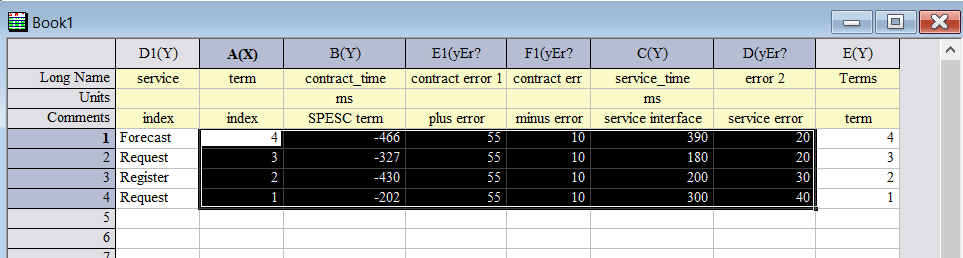 Book1
D1(Y) A(X) B(Y) E1(yEr? F1(yEr? C(Y) D(yEr? E(Y)
Long Name service term contract_time contract error 1 contract err service_time error 2 Terms
Units ms ms
Comments index index SPESC term plus error minus error service interface service error term
1 Forecast 4 -466 55 10 390 20 4
2 Request 3 -327 55 10 180 20 3
3 Register 2 -430 55 10 200 30 2
4 Request 1 -202 55 10 300 40 1
5
6
7